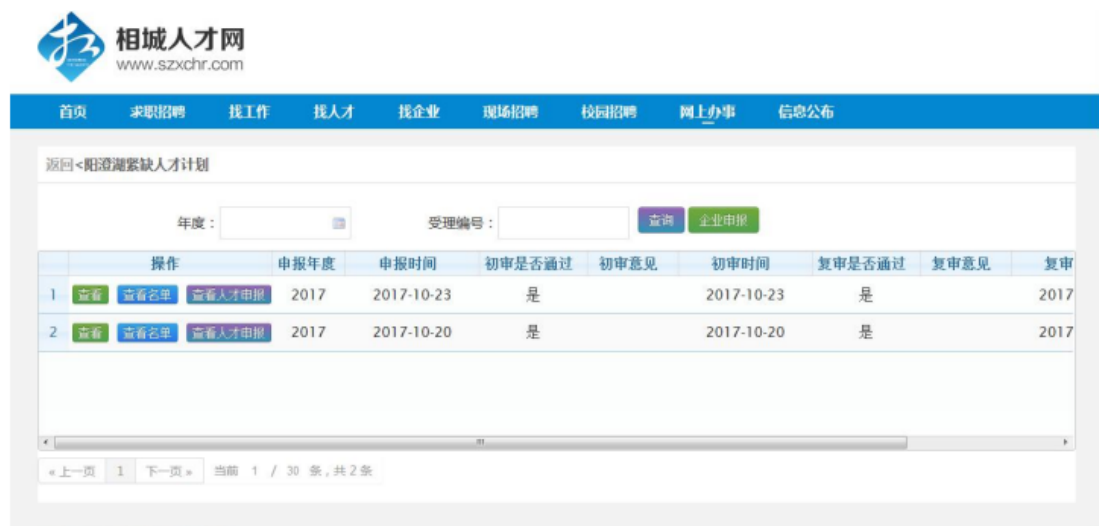 相城人才网
www.szxchr.com
首页 求职招聘 找工作 找人才 找企业 现场招聘 校园招聘 网上办事 信息公布
返回<阳澄湖紧缺人才计划
年度： 受理编号： 查询 企业申报
操作 申报年度 申报时间 初审是否通过 初审意见 初审时间 复审是否通过 复审意见 复审
1 查看 查看名单 查看人才申报 2017 2017-10-23 是 2017-10-23 是 2017
2 查看 查看名单 查看人才申报 2017 2017-10-20 是 2017-10-20 是 2017
«上一页 1 下一页» 当前 1 / 30 条,共2条